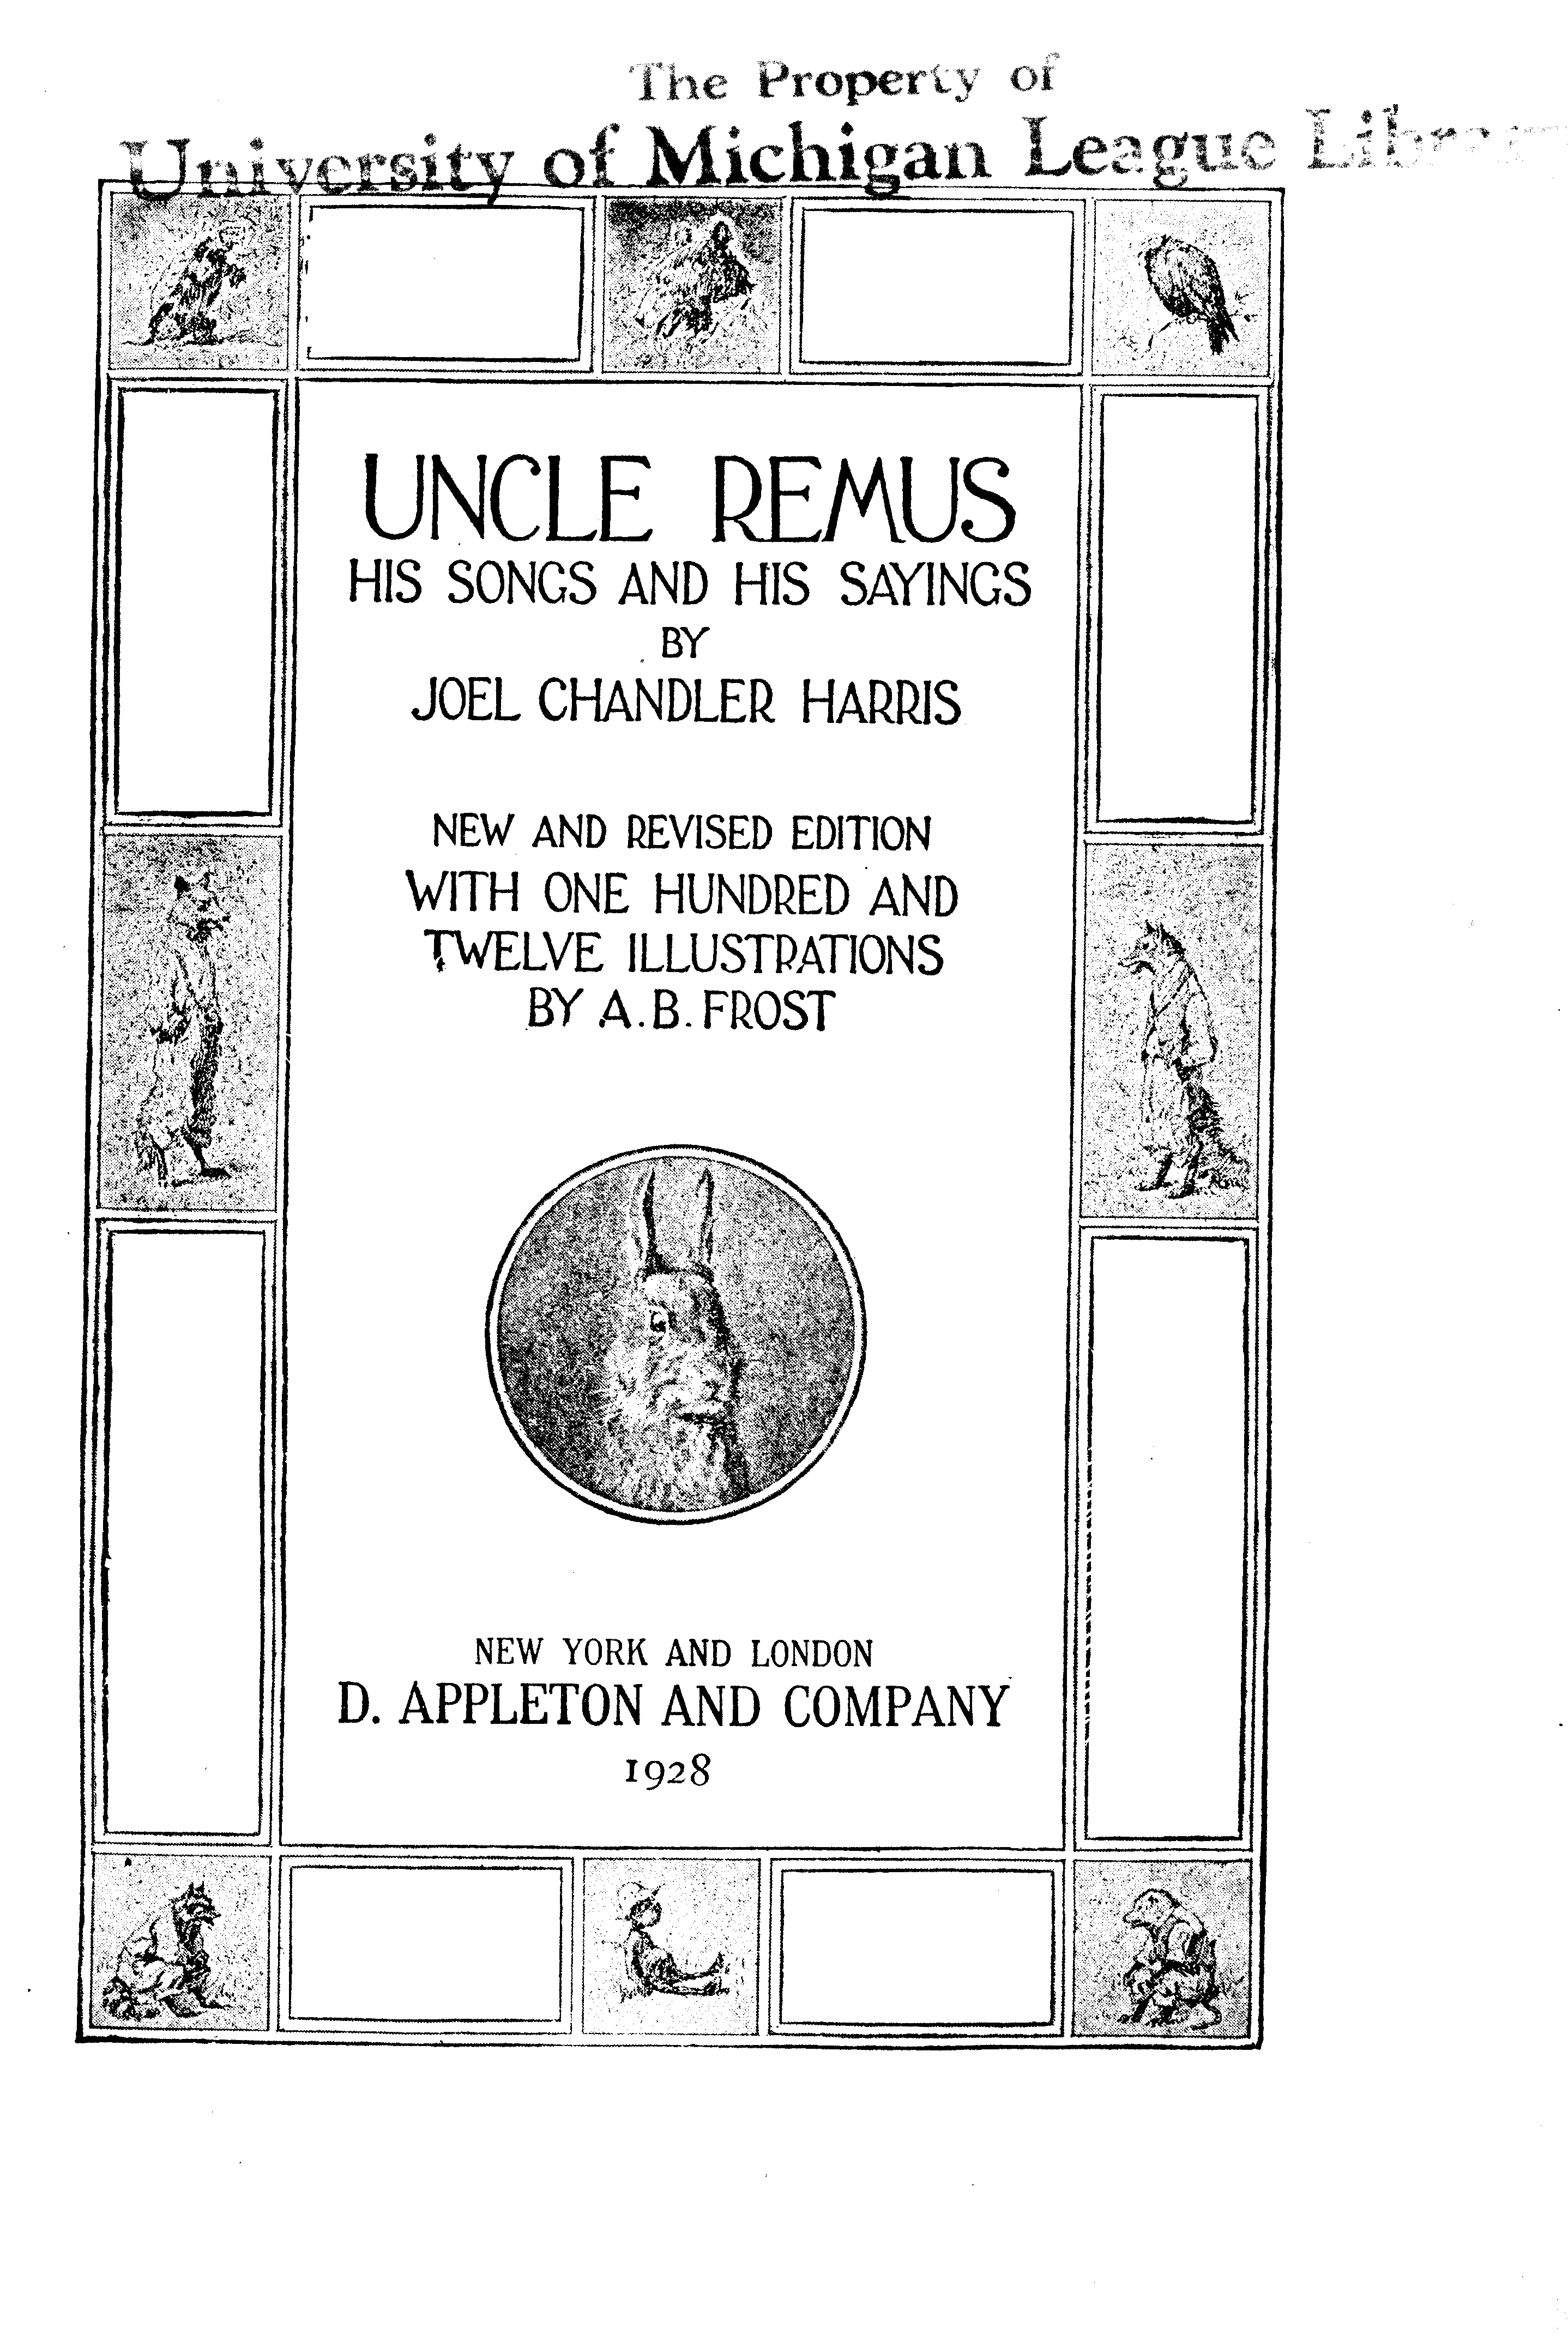 The Property of
University of Michigan League Library
UNCLE REMUS
HIS SONGS AND HIS SAYINGS
BY
JOEL CHANDLER HARRIS
NEW AND REVISED EDITION
WITH ONE HUNDRED AND
TWELVE ILLUSTRATIONS
BY A. B. FROST
NEW YORK AND LONDON
D. APPLETON AND COMPANY
1928